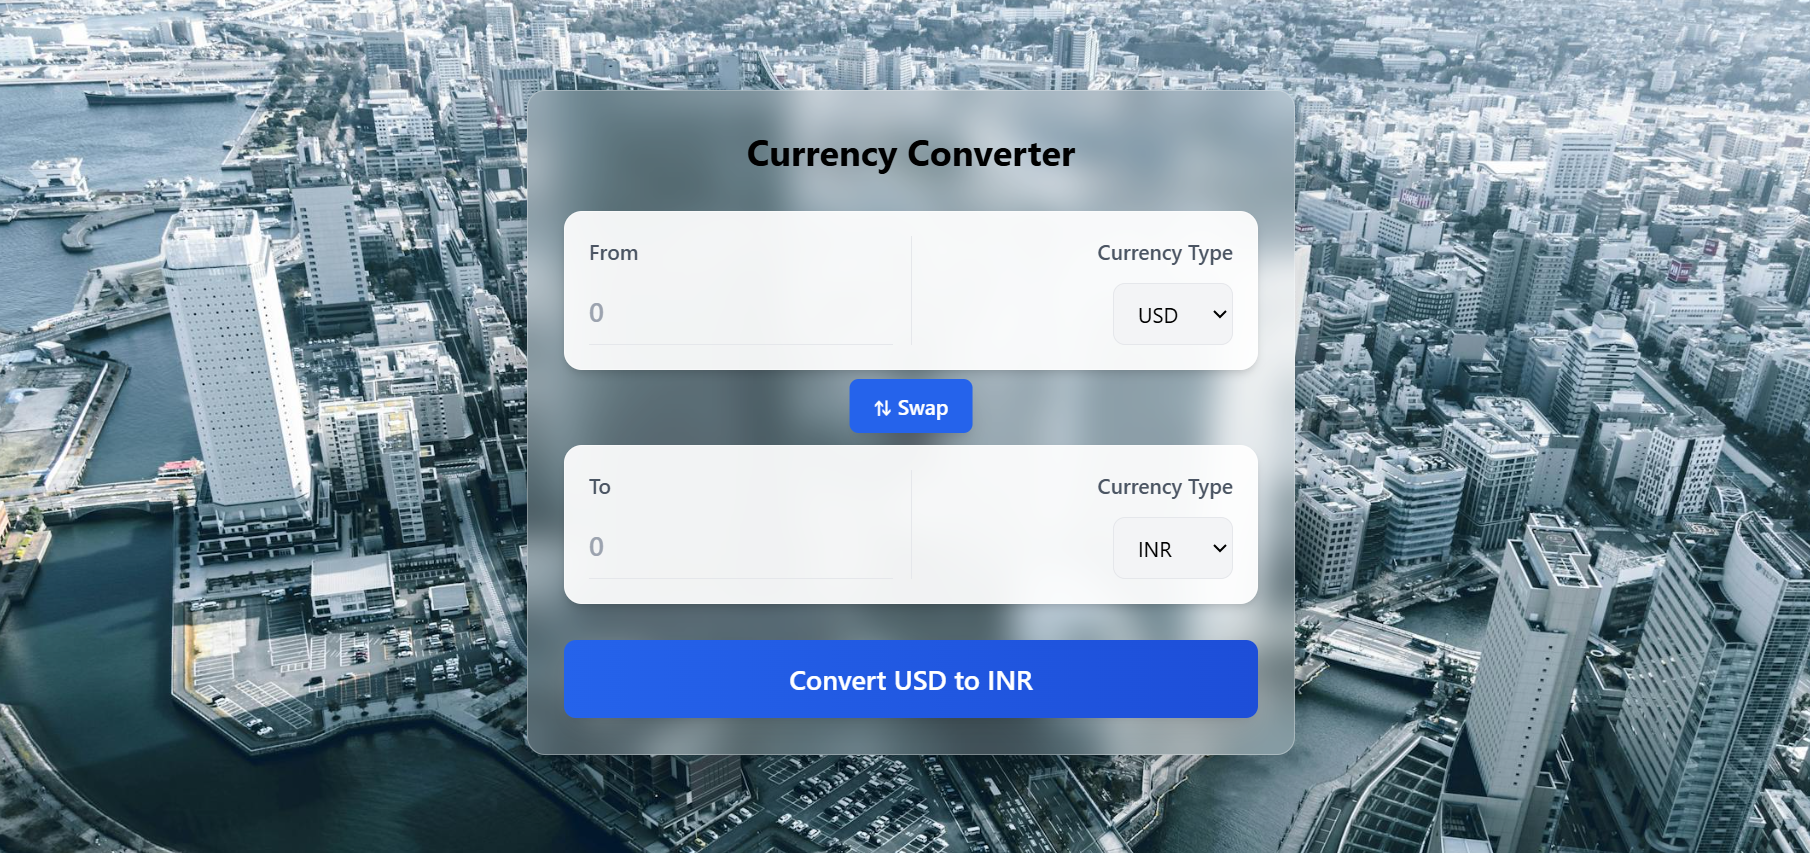 Currency Converter
From
Currency Type
0
USD
⇅ Swap
To
Currency Type
0
INR
Convert USD to INR